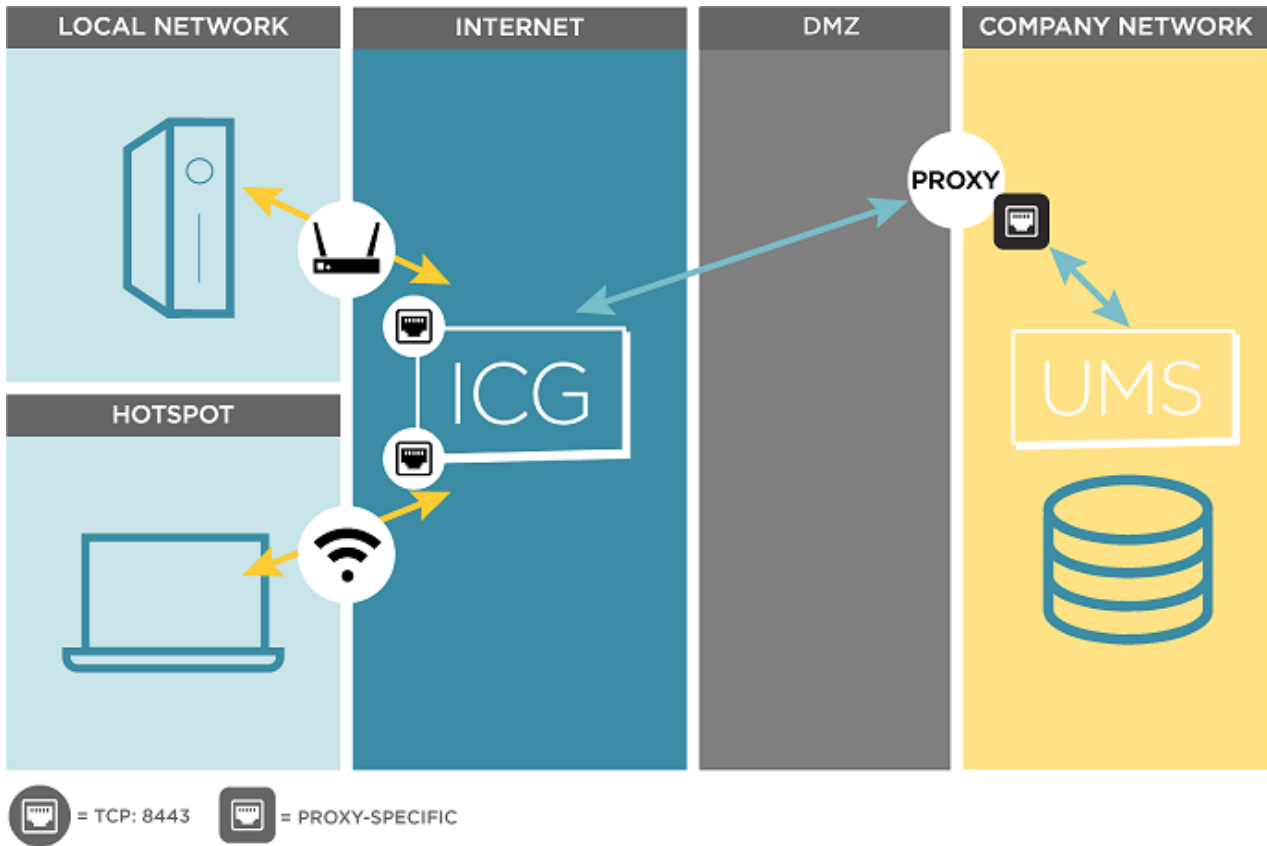 LOCAL NETWORK
INTERNET
DMZ
COMPANY NETWORK
PROXY
ICG
UMS
HOTSPOT
= TCP: 8443
= PROXY-SPECIFIC